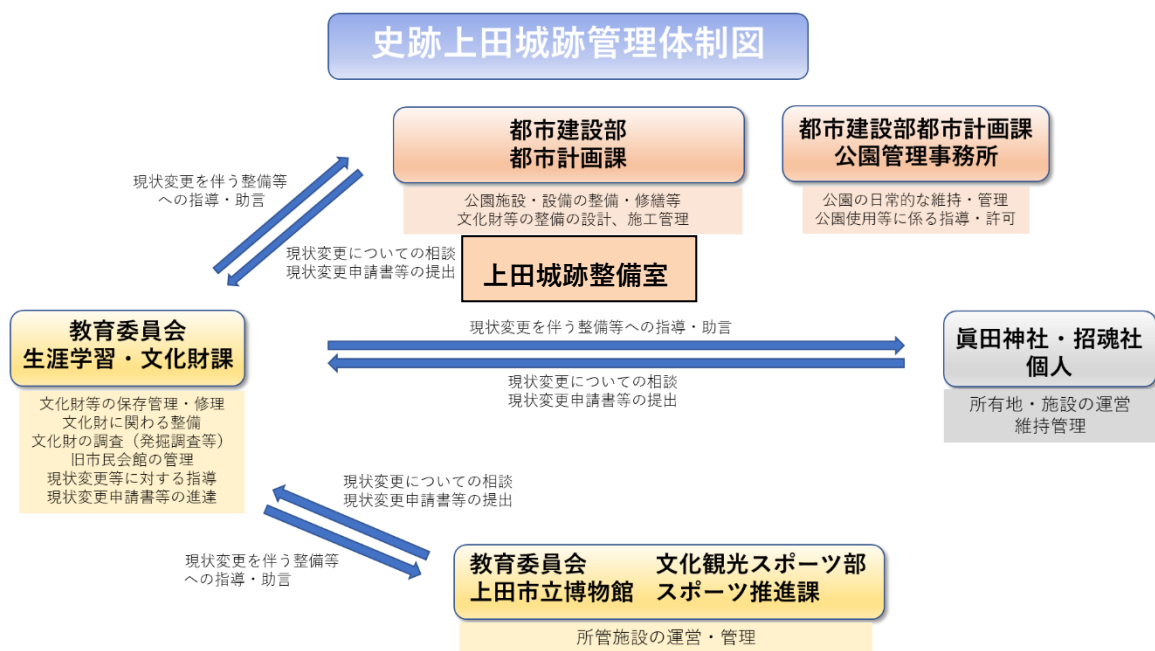 史跡上田城跡管理体制図
都市建設部
都市計画課
公園施設・設備の整備・修繕等
文化財等の整備の設計、施工管理
上田城跡整備室
都市建設部都市計画課
公園管理事務所
公園の日常的な維持・管理
公園使用等に係る指導・許可
現状変更を伴う整備等
への指導・助言
現状変更についての相談
現状変更申請書等の提出
教育委員会
生涯学習・文化財課
文化財等の保存管理・修理
文化財に関わる整備
文化財の調査（発掘調査等）
旧市民会館の管理
現状変更等に対する指導
現状変更申請書等の進達
現状変更を伴う整備等への指導・助言
現状変更についての相談
現状変更申請書等の提出
眞田神社・招魂社
個人
所有地・施設の運営
維持管理
現状変更についての相談
現状変更申請書等の提出
現状変更を伴う整備等
への指導・助言
教育委員会 文化観光スポーツ部
上田市立博物館 スポーツ推進課
所管施設の運営・管理